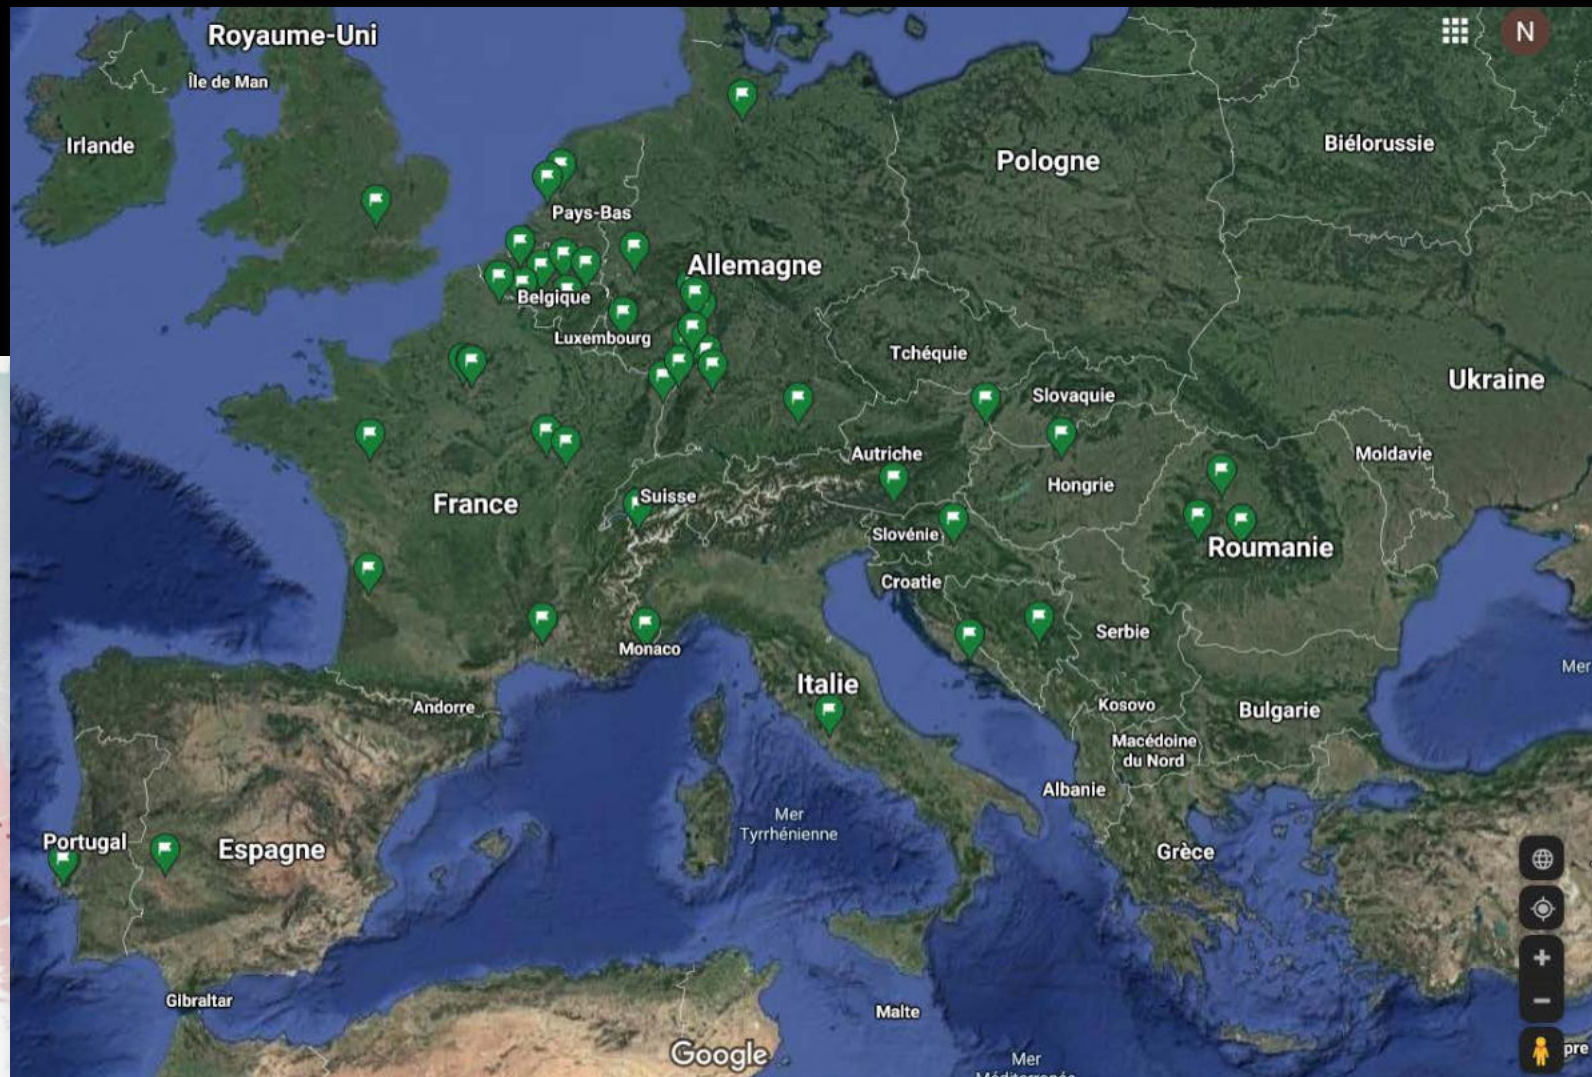 Royaume-Uni
N
Île de Man
Irlande
Biélorussie
Pologne
Pays-Bas
Allemagne
Belgique
Luxembourg
Tchéquie
Ukraine
Slovaquie
Autriche
Moldavie
Hongrie
Suisse
France
Slovénie
Roumanie
Croatie
Serbie
Monaco
Mer
Italie
Andorre
Kosovo
Bulgarie
Macédoine
du Nord
Albanie
Mer
Tyrrhénienne
Portugal
Espagne
Grèce
Gibraltar
Malte
Google
Mer
Méditerranée
pre